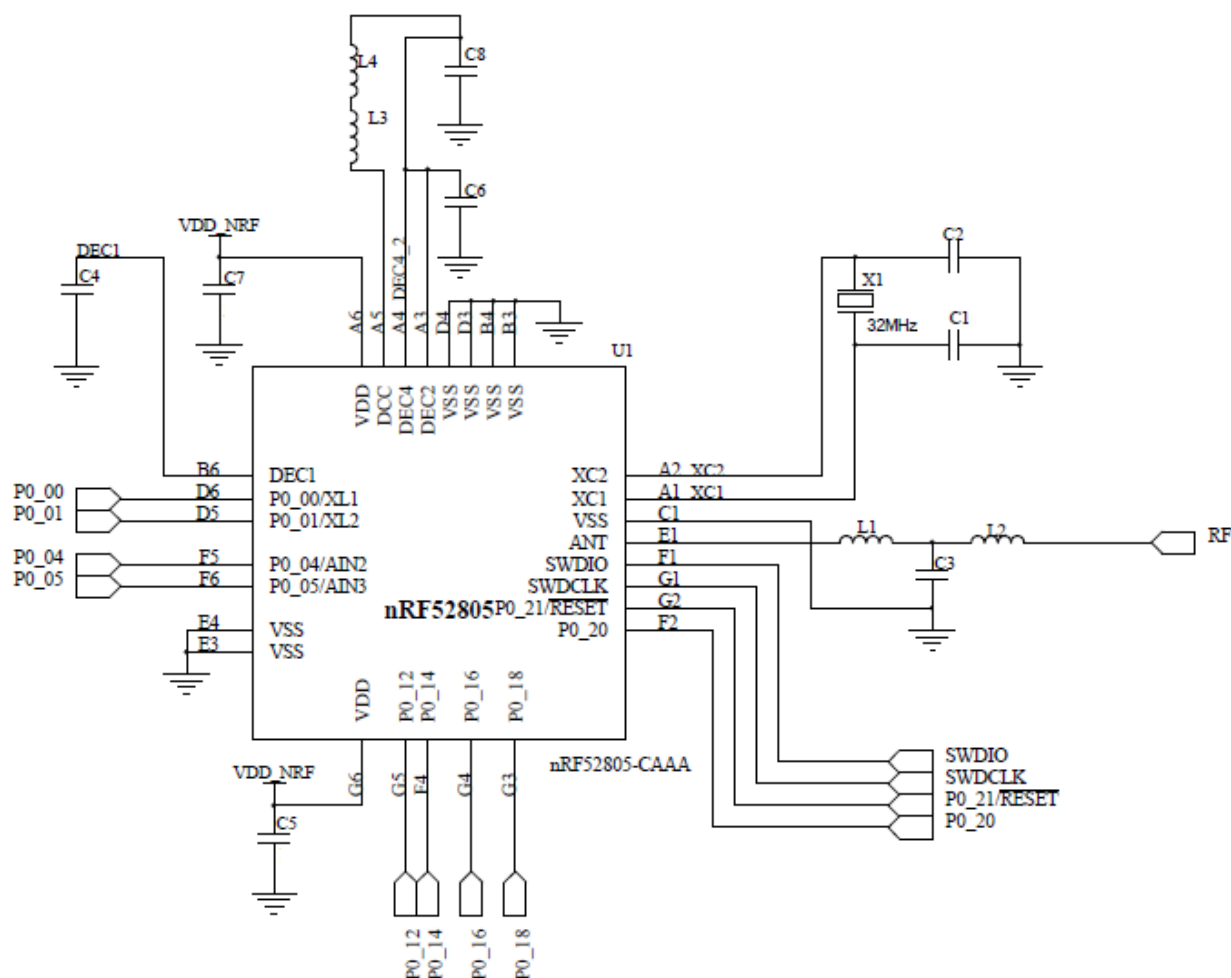 L4
C8
L3
C6
VDD_NRF
DEC1
C4
C7
DEC4_2
A6
A5
A4
A3
D4
D3
B4
B3
C2
X1
32MHz
C1
U1
VDD
DCC
DEC4
DEC2
VSS
VSS
VSS
VSS
B6
DEC1
XC2
A2 XC2
P0_00
D6
P0_00/XL1
XC1
A1 XC1
P0_01
D5
P0_01/XL2
VSS
C1
ANT
E1
L1
L2
RF
P0_04
F5
P0_04/AIN2
SWDIO
F1
C3
P0_05
F6
P0_05/AIN3
SWDCLK
G1
nRF52805
P0_21/RESET
G2
E4
VSS
P0_20
F2
E3
VSS
VDD
P0_12
P0_14
P0_16
P0_18
nRF52805-CAAA
VDD_NRF
C5
G6
G5
F4
G4
G3
SWDIO
SWDCLK
P0_21/RESET
P0_20
P0_12
P0_14
P0_16
P0_18